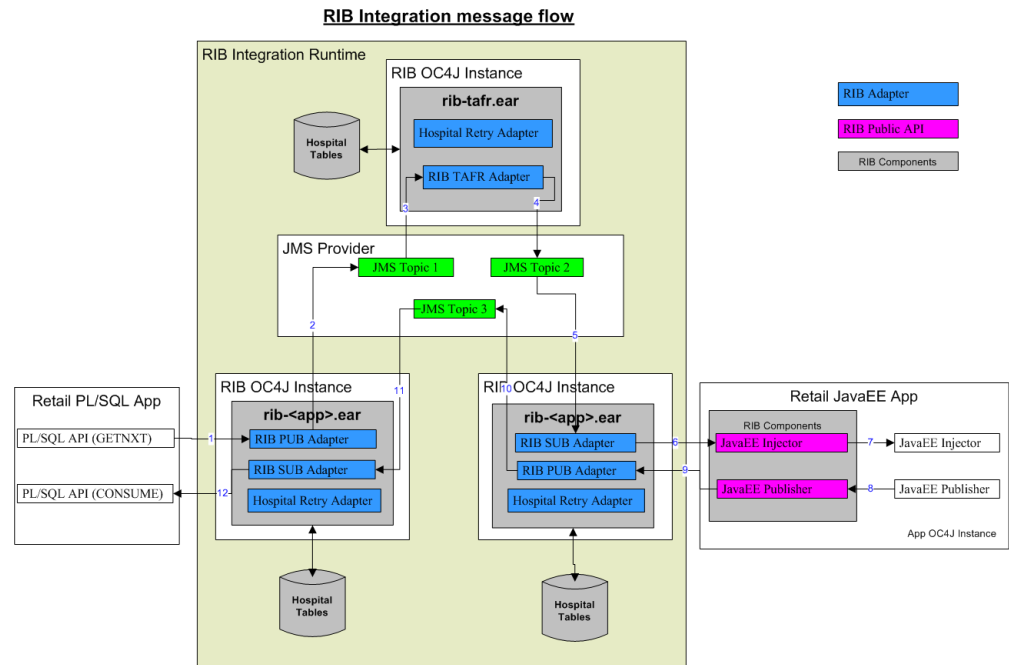 RIB Integration message flow
RIB Integration Runtime
RIB OC4J Instance
rib-tafr.ear
Hospital Retry Adapter
RIB TAFR Adapter
Hospital
Tables
3
4
RIB Adapter
RIB Public API
RIB Components
JMS Provider
JMS Topic 1
JMS Topic 2
JMS Topic 3
2
5
11
10
Retail PL/SQL App
PL/SQL API (GETNXT)
PL/SQL API (CONSUME)
1
12
RIB OC4J Instance
rib-<app>.ear
RIB PUB Adapter
RIB SUB Adapter
Hospital Retry Adapter
Hospital
Tables
RIB OC4J Instance
rib-<app>.ear
RIB SUB Adapter
RIB PUB Adapter
Hospital Retry Adapter
Hospital
Tables
6
9
Retail JavaEE App
RIB Components
JavaEE Injector
JavaEE Publisher
7
8
JavaEE Injector
JavaEE Publisher
App OC4J Instance